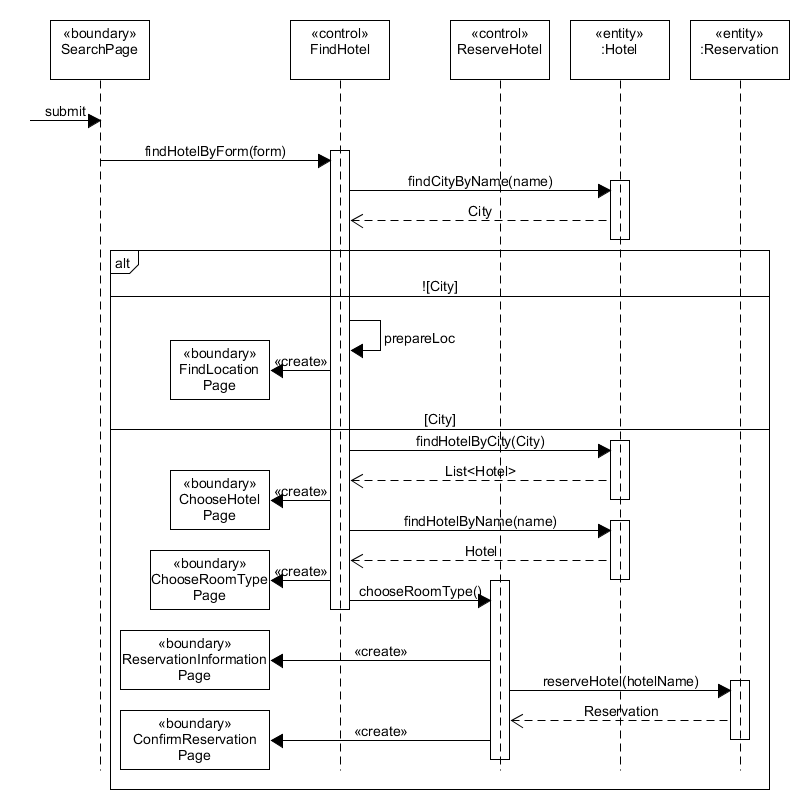 «boundary»
SearchPage
«control»
FindHotel
«control»
ReserveHotel
«entity»
:Hotel
«entity»
:Reservation
submit
findHotelByForm(form)
findCityByName(name)
City
alt
![City]
prepareLoc
«boundary»
FindLocation
Page
«create»
[City]
findHotelByCity(City)
List<Hotel>
«boundary»
ChooseHotel
Page
«create»
findHotelByName(name)
Hotel
«boundary»
ChooseRoomType
Page
«create»
chooseRoomType()
«boundary»
ReservationInformation
Page
«create»
reserveHotel(hotelName)
Reservation
«boundary»
ConfirmReservation
Page
«create»